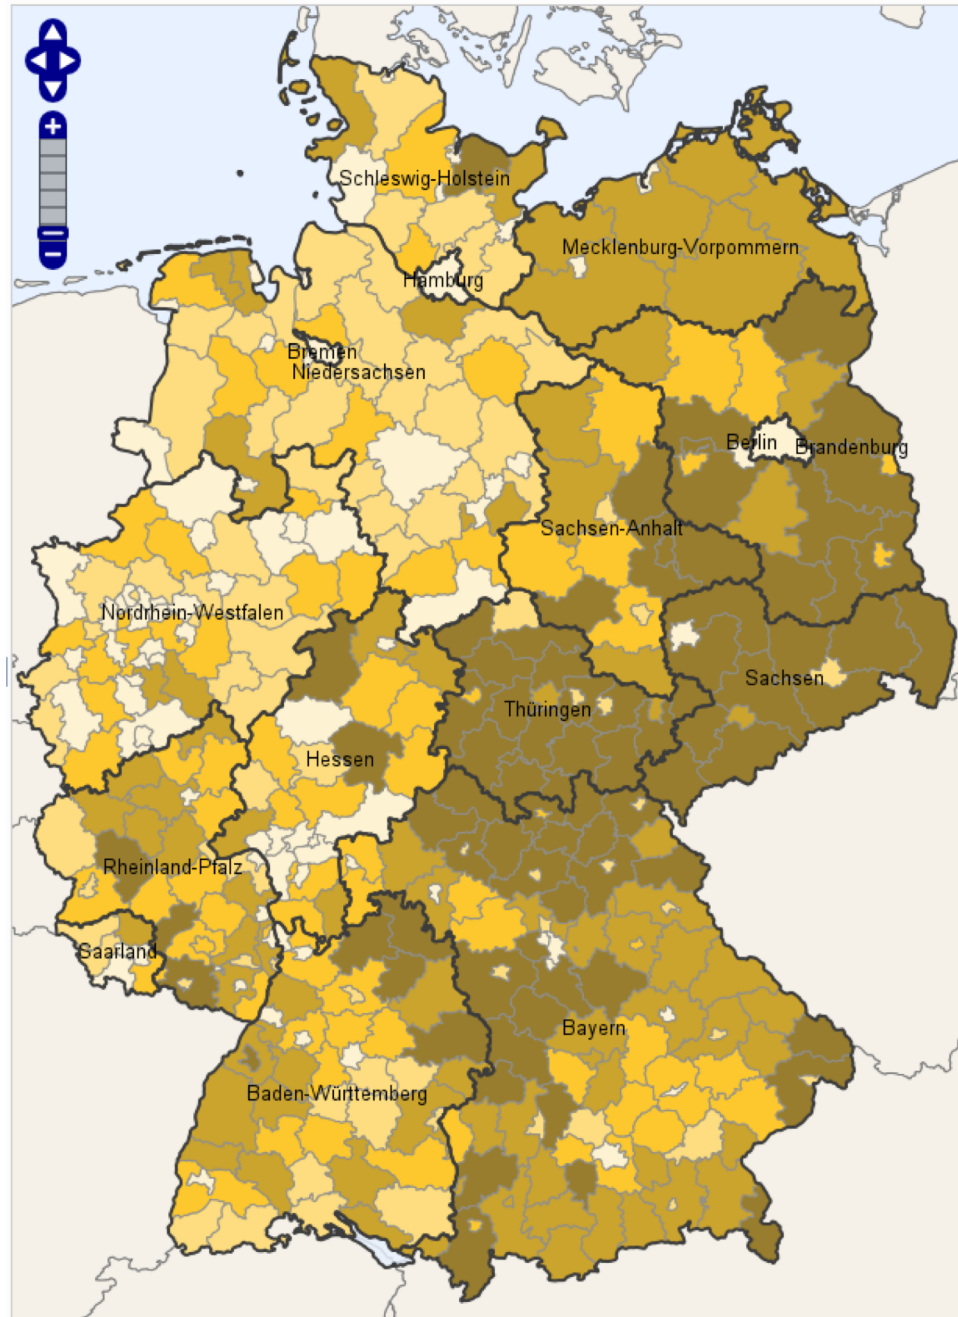 Schleswig-Holstein
Mecklenburg-Vorpommern
Hamburg
Bremen
Niedersachsen
Berlin
Brandenburg
Sachsen-Anhalt
Nordrhein-Westfalen
Sachsen
Thüringen
Hessen
Rheinland-Pfalz
Saarland
Bayern
Baden-Württemberg